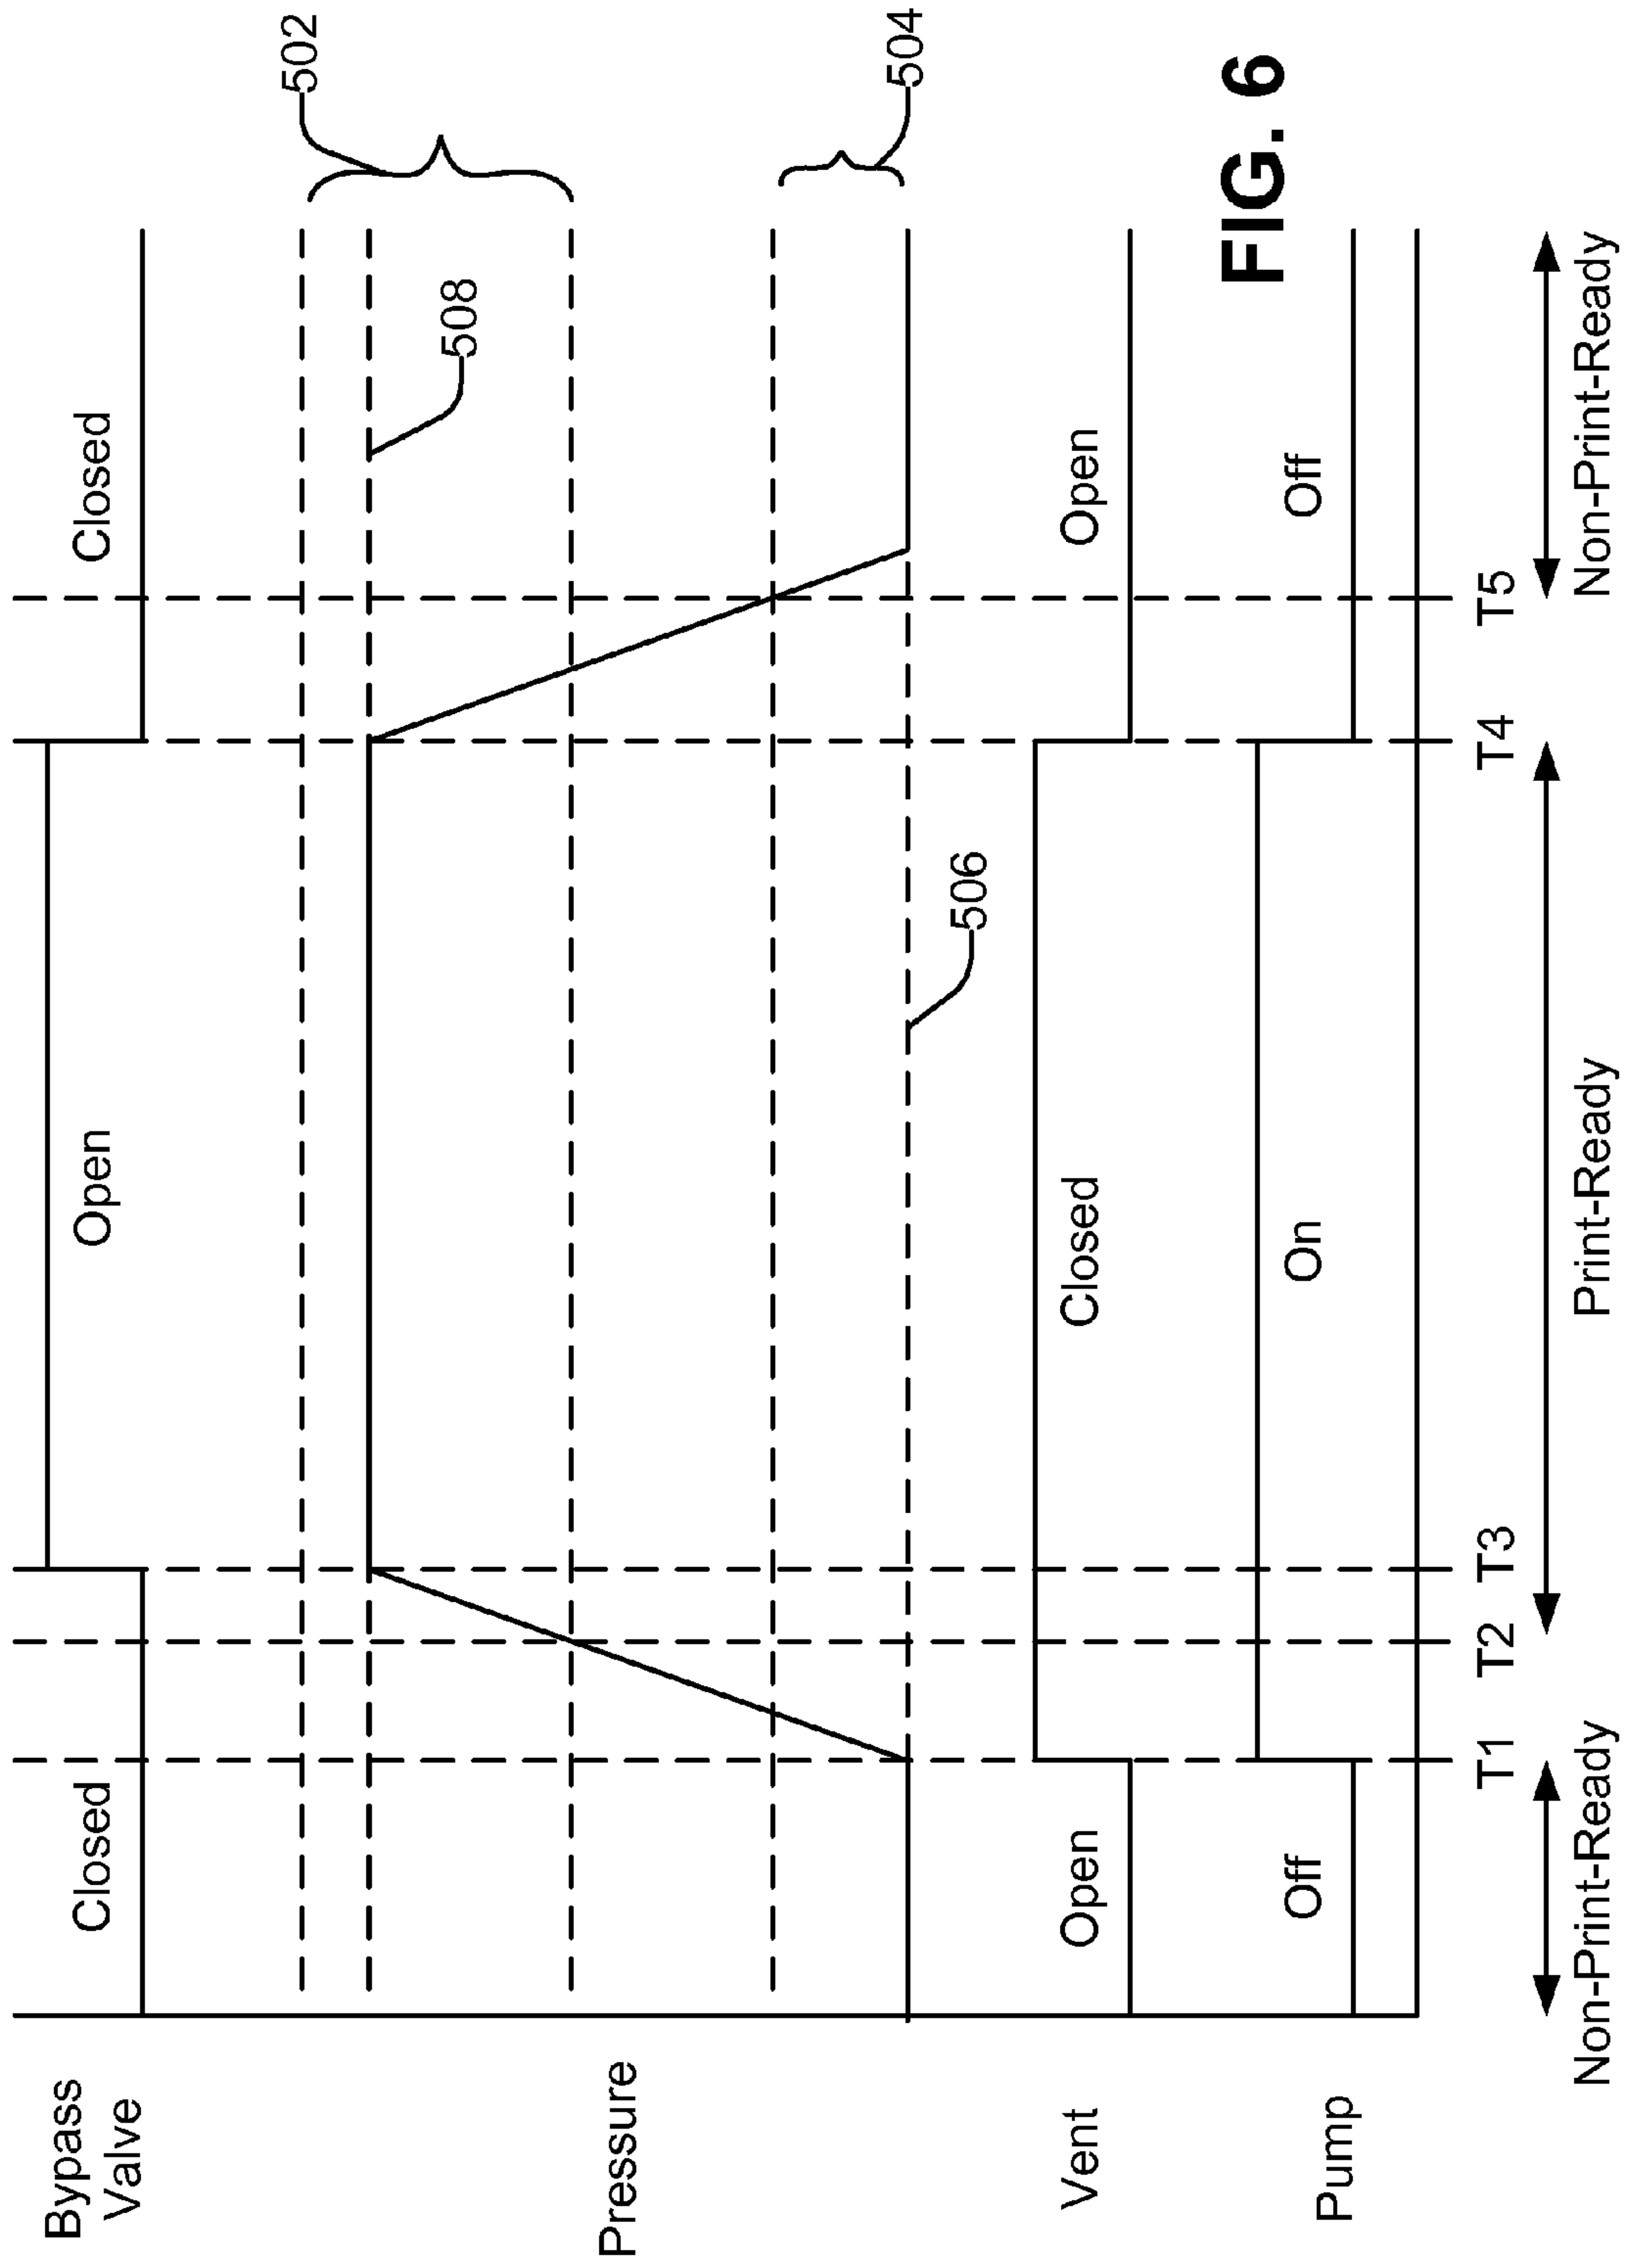 Bypass
Valve
Closed
Open
Closed
502
508
Pressure
504
506
Vent
Open
Closed
Open
Pump
Off
On
Off
FIG. 6
T1
T2
T3
T4
T5
Non-Print-Ready
Print-Ready
Non-Print-Ready